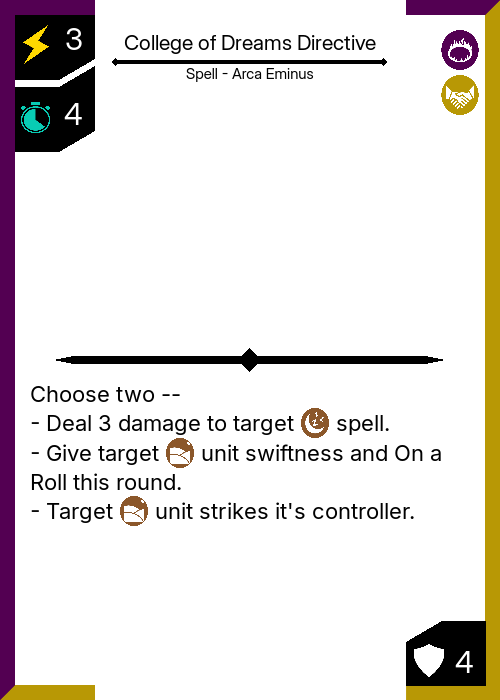 3
College of Dreams Directive
Spell - Arca Eminus
4
Choose two --
- Deal 3 damage to target spell.
- Give target unit swiftness and On a
Roll this round.
- Target unit strikes it's controller.
4